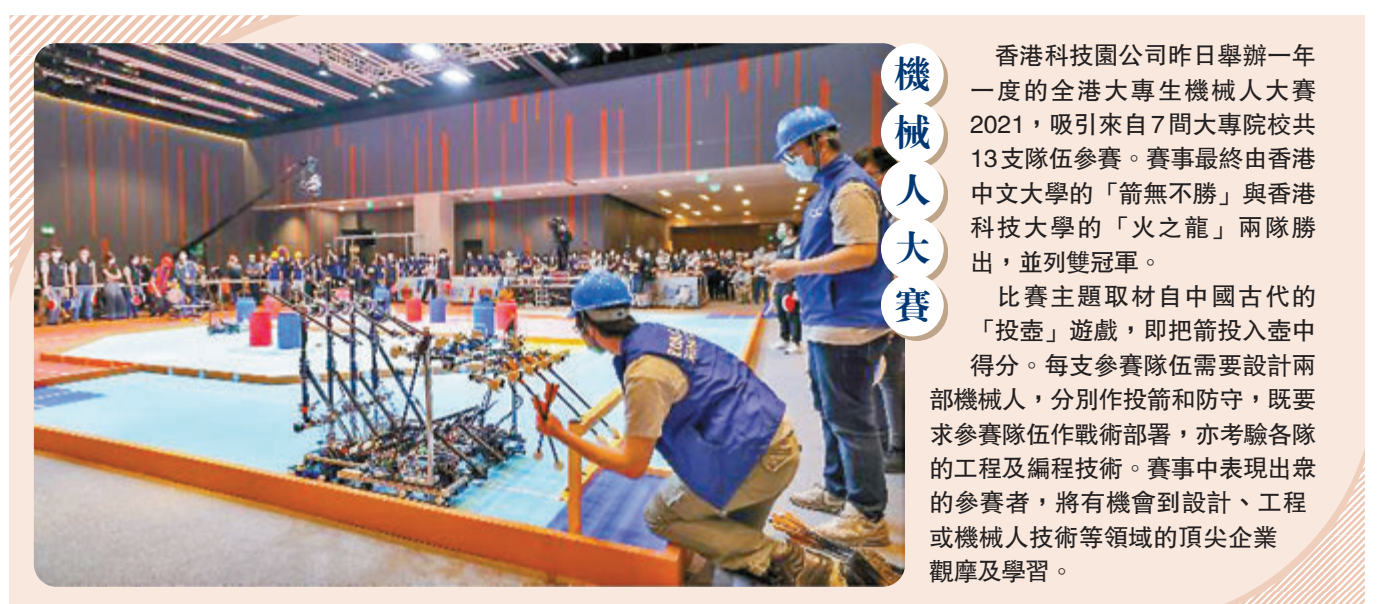 機械人大賽
香港科技園公司昨日舉辦一年
一度的全港大專生機械人大賽
2021，吸引來自7間大專院校共
13支隊伍參賽。賽事最終由香港
中文大學的「箭無不勝」與香港
科技大學的「火之龍」兩隊勝
出，並列雙冠軍。
比賽主題取材自中國古代的
「投壺」遊戲，即把箭投入壺中
得分。每支參賽隊伍需要設計兩
部機械人，分別作投箭和防守，既要
求參賽隊伍作戰術部署，亦考驗各隊
的工程及編程技術。賽事中表現出衆
的參賽者，將有機會到設計、工程
或機械人技術等領域的頂尖企業
觀摩及學習。